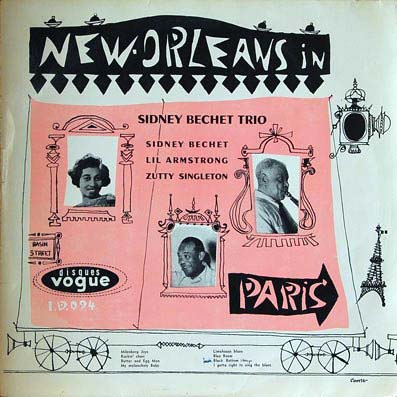 NEW-ORLEANS in
SIDNEY BECHET TRIO
SIDNEY BECHET
LIL ARMSTRONG
ZUTTY SINGLETON
BASIN
STREET
disques
vogue
L.D.094
PARIS
Milenberg Joys
Rockin' chair
Butter and Egg Man
My melancholy Baby
Limehouse blues
Blue Room
Black Bottom
I gotta right to sing the blues